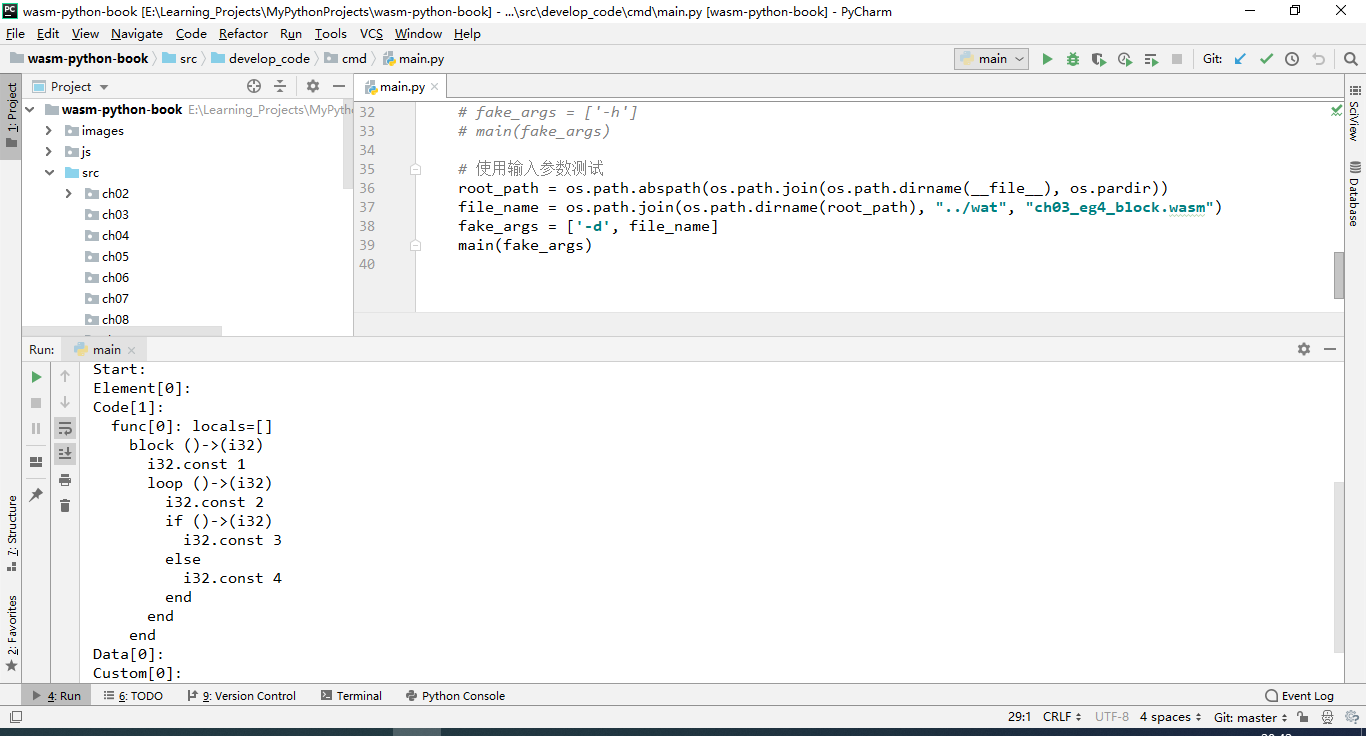 wasm-python-book [E:\Learning_Projects\MyPythonProjects\wasm-python-book] - ...\src\develop_code\cmd\main.py [wasm-python-book] - PyCharm
File Edit View Navigate Code Refactor Run Tools VCS Window Help
wasm-python-book src develop_code cmd main.py main Git:
1: Project
Project
main.py
wasm-python-book E:\Learning_Projects\MyPyth
images
js
src
ch02
ch03
ch04
ch05
ch06
ch07
ch08
32 # fake_args = ['-h']
33 # main(fake_args)
34
35 # 使用输入参数测试
36 root_path = os.path.abspath(os.path.join(os.path.dirname(__file__), os.pardir))
37 file_name = os.path.join(os.path.dirname(root_path), "../wat", "ch03_eg4_block.wasm")
38 fake_args = ['-d', file_name]
39 main(fake_args)
40
SciView
Database
Run: main
Start:
Element[0]:
Code[1]:
func[0]: locals=[]
block ()->(i32)
i32.const 1
loop ()->(i32)
i32.const 2
if ()->(i32)
i32.const 3
else
i32.const 4
end
end
end
Data[0]:
Custom[0]:
7: Structure
2: Favorites
4: Run 6: TODO 9: Version Control Terminal Python Console Event Log
29:1 CRLF UTF-8 4 spaces Git: master